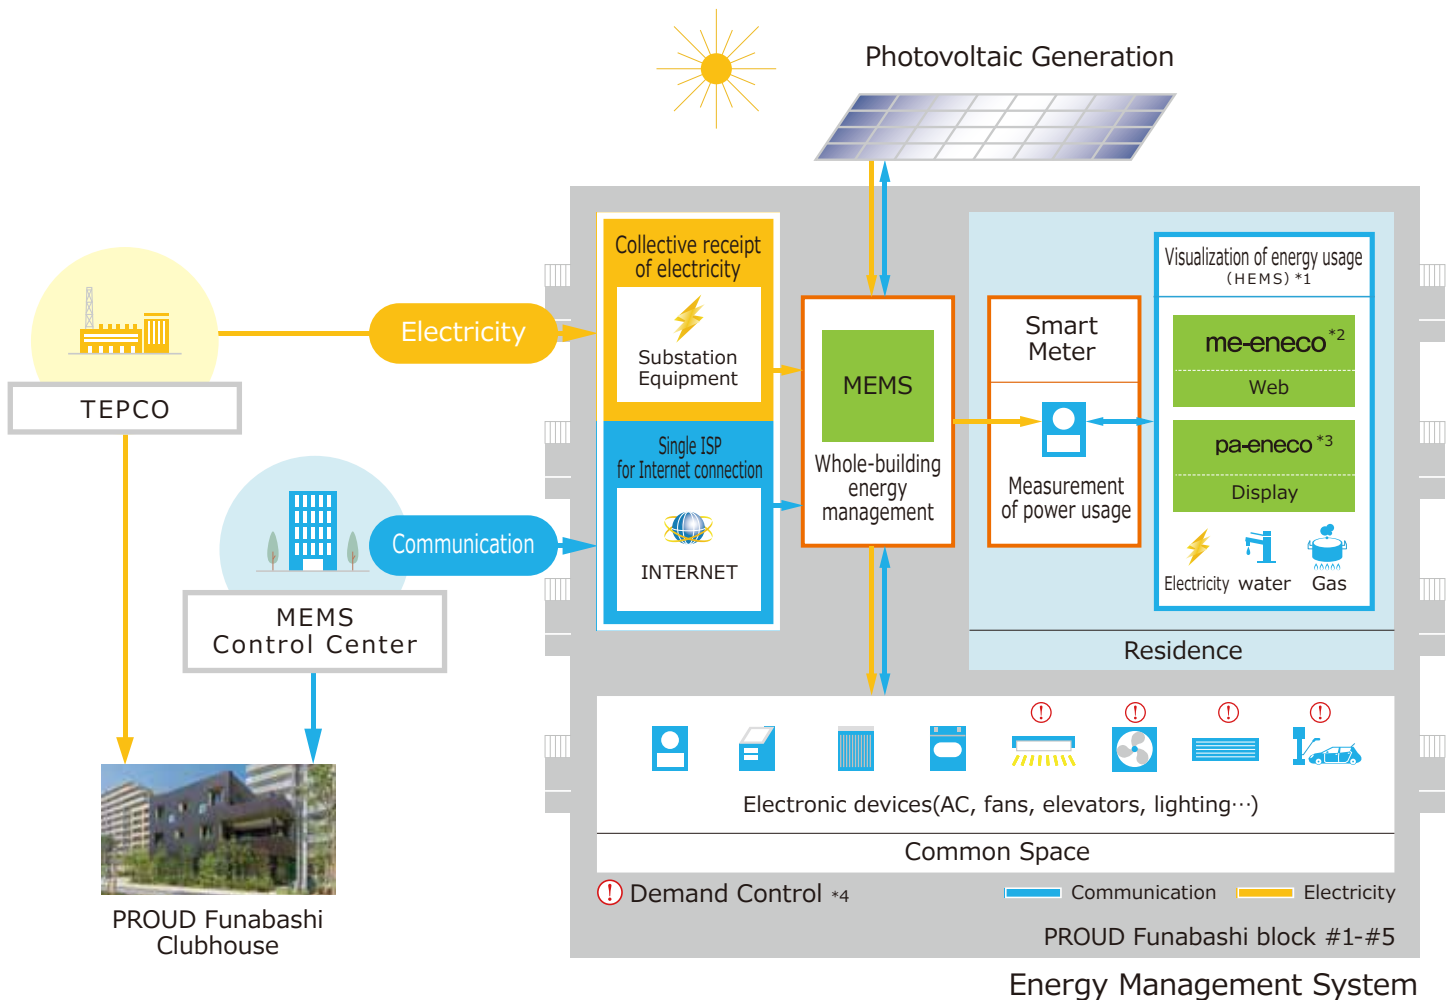 Photovoltaic Generation
Collective receipt
of electricity
Substation
Equipment
Electricity
TEPCO
Single ISP
for Internet connection
INTERNET
Communication
MEMS
Control Center
PROUD Funabashi
Clubhouse
MEMS
Whole-building
energy
management
Smart
Meter
Measurement
of power usage
Visualization of energy usage
(HEMS) *1
me-eneco *2
Web
pa-eneco *3
Display
Electricity water Gas
Residence
Electronic devices(AC, fans, elevators, lighting⋯)
Common Space
Demand Control *4
Communication Electricity
PROUD Funabashi block #1-#5
Energy Management System